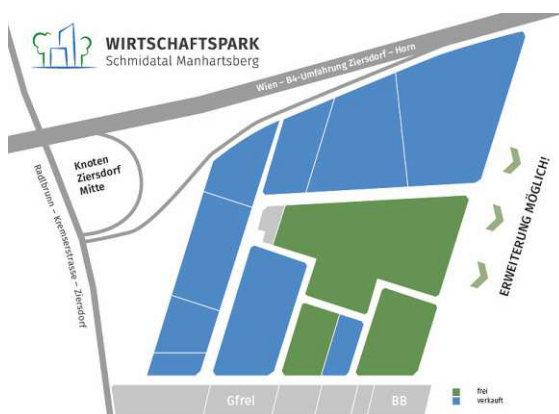 WIRTSCHAFTSPARK
Schmidatal Manhartsberg
Wien – B4-Umfahrung Ziersdorf – Horn
Knoten
Ziersdorf
Mitte
Radlbrunn – Kremserstrasse – Ziersdorf
ERWEITERUNG MÖGLICH!
Gfrei
BB
frei
verkauft